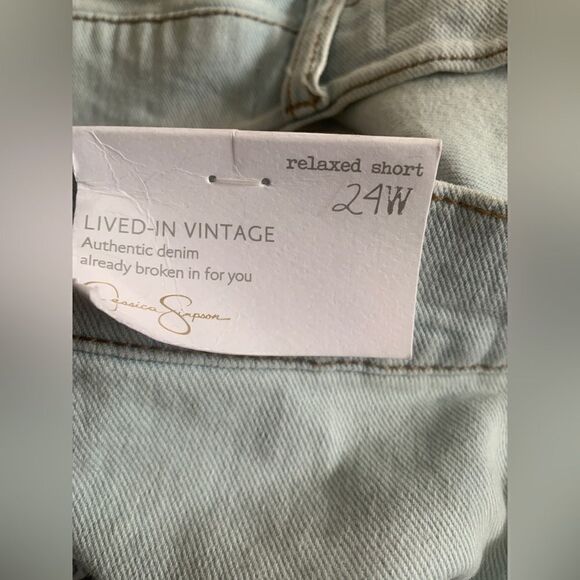 relaxed short
24W
LIVED-IN VINTAGE
Authentic denim
already broken in for you
Jessica Simpson